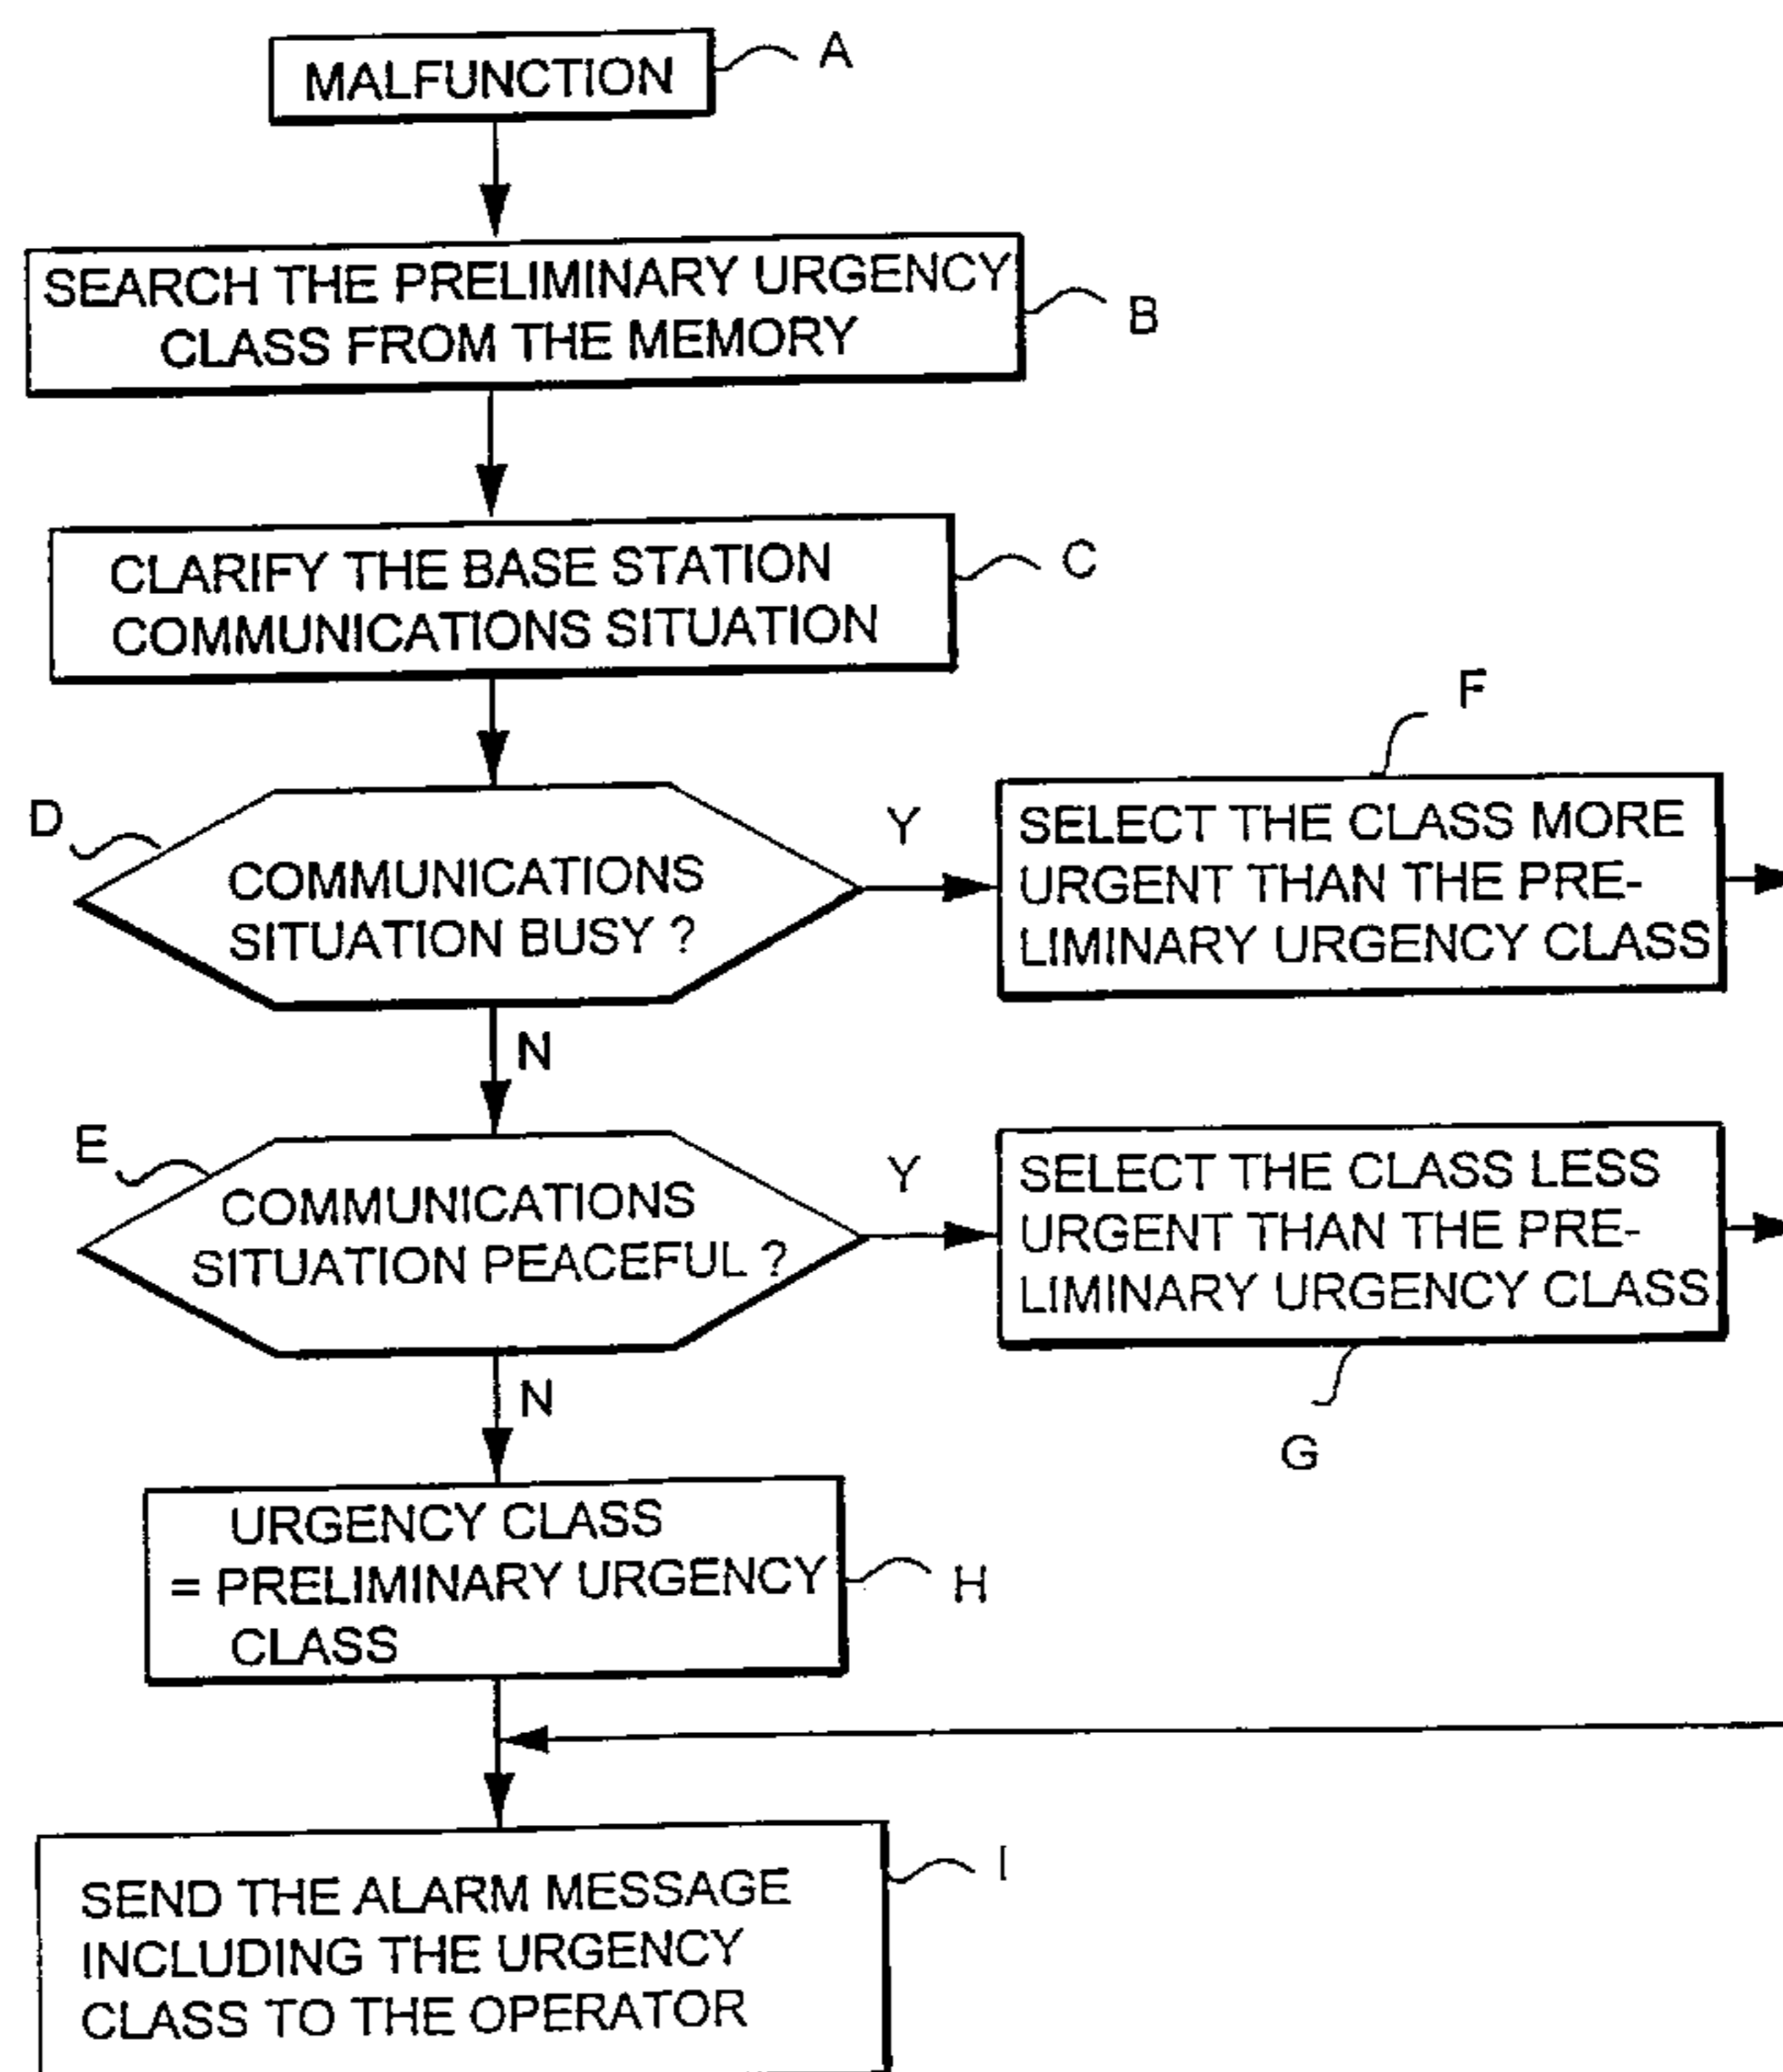 MALFUNCTION
A
SEARCH THE PRELIMINARY URGENCY
CLASS FROM THE MEMORY
B
CLARIFY THE BASE STATION
COMMUNICATIONS SITUATION
C
D
COMMUNICATIONS
SITUATION BUSY ?
Y
F
SELECT THE CLASS MORE
URGENT THAN THE PRE-
LIMINARY URGENCY CLASS
N
E
COMMUNICATIONS
SITUATION PEACEFUL ?
Y
SELECT THE CLASS LESS
URGENT THAN THE PRE-
LIMINARY URGENCY CLASS
G
N
URGENCY CLASS
= PRELIMINARY URGENCY
CLASS
H
SEND THE ALARM MESSAGE
INCLUDING THE URGENCY
CLASS TO THE OPERATOR
I